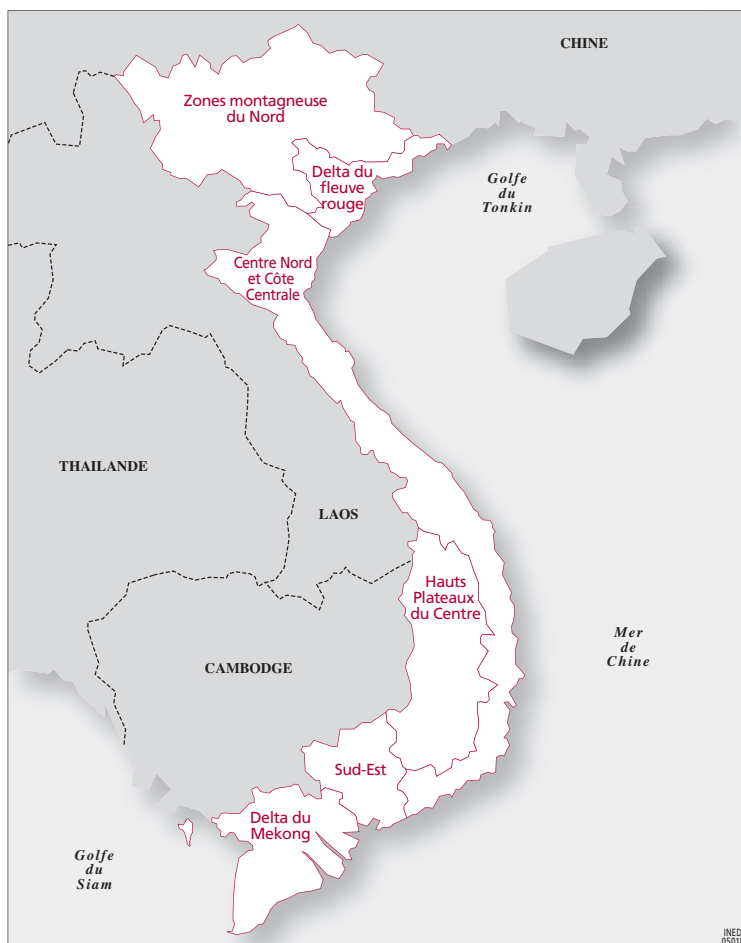 CHINE
Zones montagneuse
du Nord
Delta du
fleuve
rouge
Golfe
du
Tonkin
Centre Nord
et Côte
Centrale
THAILANDE
LAOS
Hauts
Plateaux
du Centre
Mer
de
Chine
CAMBODGE
Sud-Est
Delta du
Mekong
Golfe
du
Siam
INED